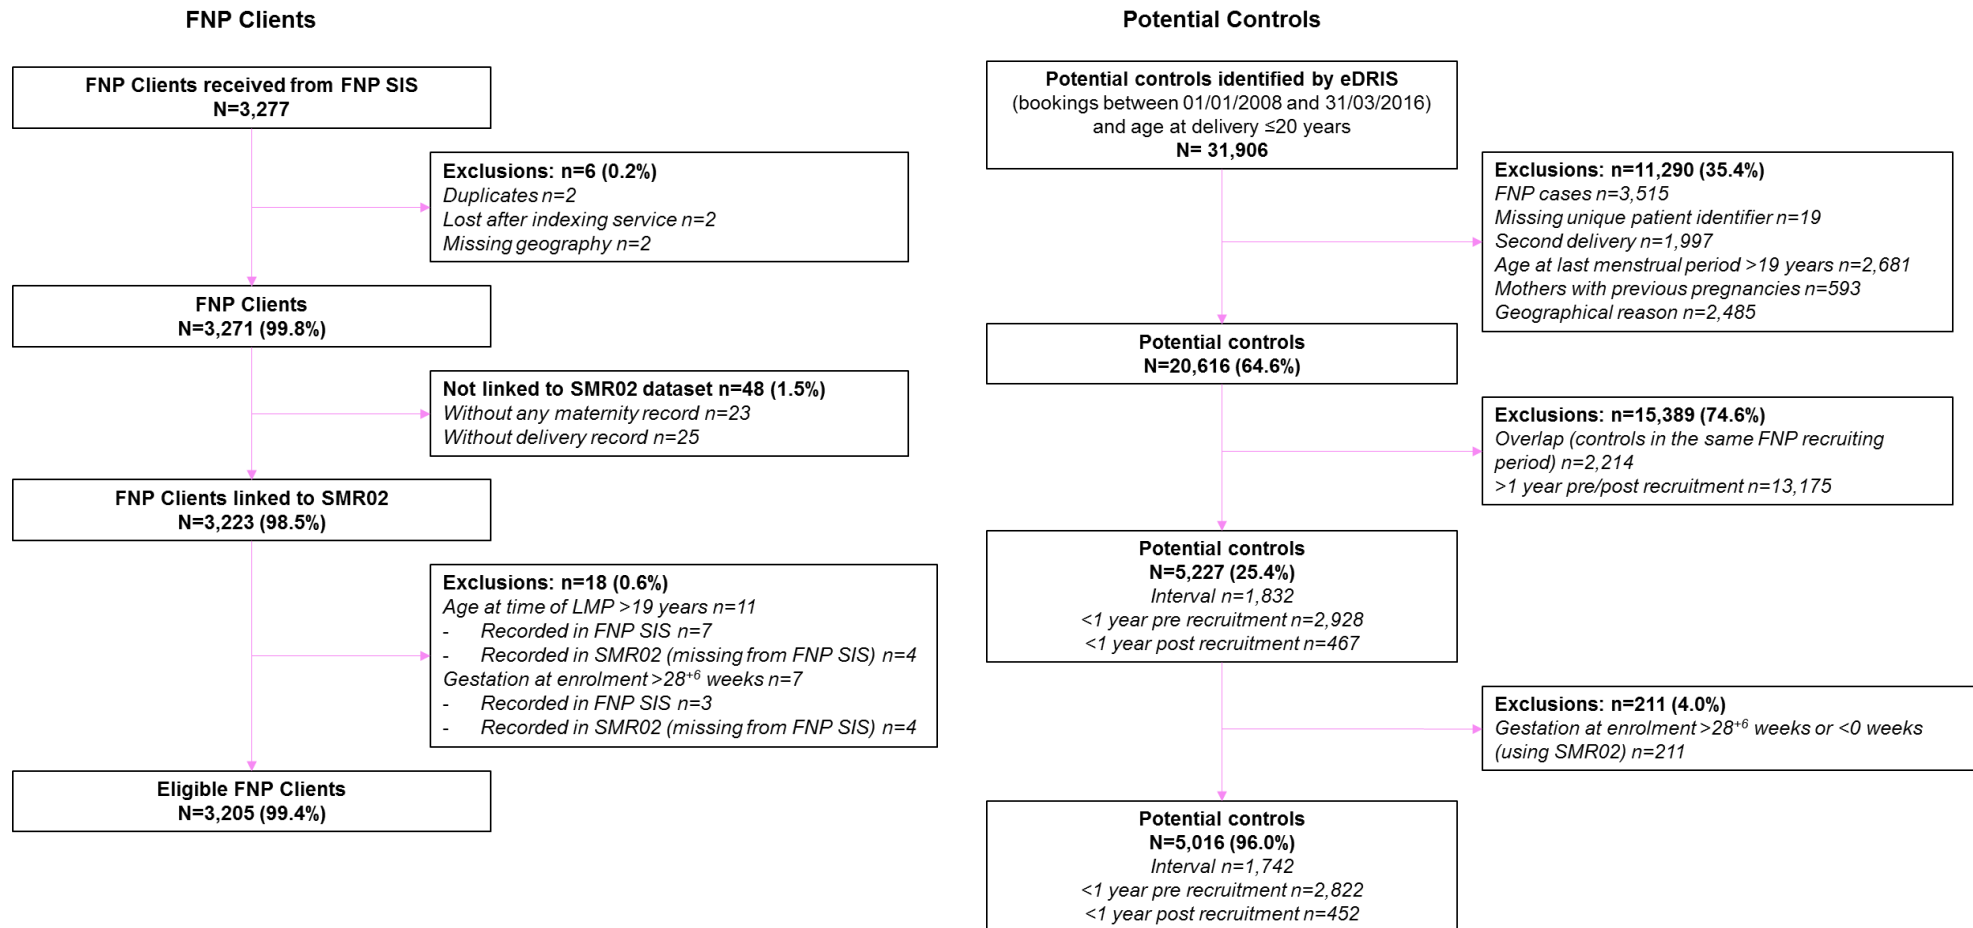 FNP Clients
FNP Clients received from FNP SIS
N=3,277
Exclusions: n=6 (0.2%)
Duplicates n=2
Lost after indexing service n=2
Missing geography n=2
FNP Clients
N=3,271 (99.8%)
Not linked to SMR02 dataset n=48 (1.5%)
Without any maternity record n=23
Without delivery record n=25
FNP Clients linked to SMR02
N=3,223 (98.5%)
Exclusions: n=18 (0.6%)
Age at time of LMP >19 years n=11
- Recorded in FNP SIS n=7
- Recorded in SMR02 (missing from FNP SIS) n=4
Gestation at enrolment >28+6 weeks n=7
- Recorded in FNP SIS n=3
- Recorded in SMR02 (missing from FNP SIS) n=4
Eligible FNP Clients
N=3,205 (99.4%)
Potential Controls
Potential controls identified by eDRIS
(bookings between 01/01/2008 and 31/03/2016)
and age at delivery ≤20 years
N= 31,906
Exclusions: n=11,290 (35.4%)
FNP cases n=3,515
Missing unique patient identifier n=19
Second delivery n=1,997
Age at last menstrual period >19 years n=2,681
Mothers with previous pregnancies n=593
Geographical reason n=2,485
Potential controls
N=20,616 (64.6%)
Exclusions: n=15,389 (74.6%)
Overlap (controls in the same FNP recruiting
period) n=2,214
>1 year pre/post recruitment n=13,175
Potential controls
N=5,227 (25.4%)
Interval n=1,832
<1 year pre recruitment n=2,928
<1 year post recruitment n=467
Exclusions: n=211 (4.0%)
Gestation at enrolment >28+6 weeks or <0 weeks
(using SMR02) n=211
Potential controls
N=5,016 (96.0%)
Interval n=1,742
<1 year pre recruitment n=2,822
<1 year post recruitment n=452